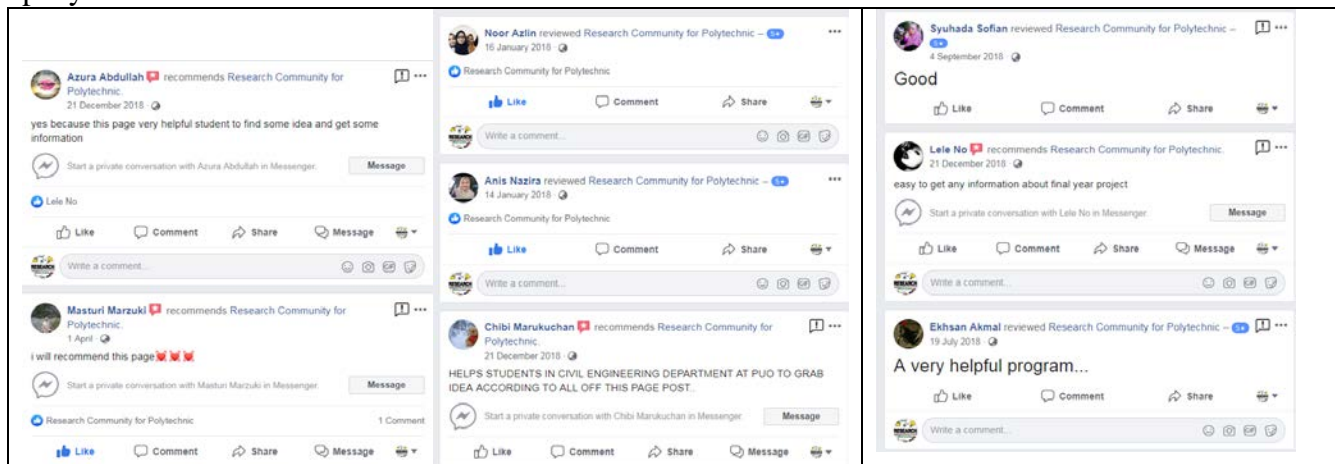 Azura Abdullah recommends Research Community for
Polytechnic.
21 December 2018
yes because this page very helpful student to find some idea and get some
information
Start a private conversation with Azura Abdullah in Messenger.
Message
Lele No
Like Comment Share Message
Write a comment...
Masturi Marzuki recommends Research Community for
Polytechnic.
1 April
i will recommend this page
Start a private conversation with Masturi Marzuki in Messenger.
Message
Research Community for Polytechnic
1 Comment
Like Comment Share Message
Noor Azlin reviewed Research Community for Polytechnic – 5★
16 January 2018
Research Community for Polytechnic
Like Comment Share
Write a comment...
Anis Nazira reviewed Research Community for Polytechnic – 5★
14 January 2018
Research Community for Polytechnic
Like Comment Share
Write a comment...
Chibi Marukuchan recommends Research Community for
Polytechnic.
21 December 2018
HELPS STUDENTS IN CIVIL ENGINEERING DEPARTMENT AT PUO TO GRAB
IDEA ACCORDING TO ALL OFF THIS PAGE POST..
Start a private conversation with Chibi Marukuchan in Messenger.
Message
Like Comment Share Message
Syuhada Sofian reviewed Research Community for Polytechnic –
5★
4 September 2018
Good
Like Comment Share
Lele No recommends Research Community for Polytechnic.
21 December 2018
easy to get any information about final year project
Start a private conversation with Lele No in Messenger.
Message
Like Comment Share Message
Write a comment...
Ekhsan Akmal reviewed Research Community for Polytechnic – 5★
19 July 2018
A very helpful program...
Like Comment Share
Write a comment...